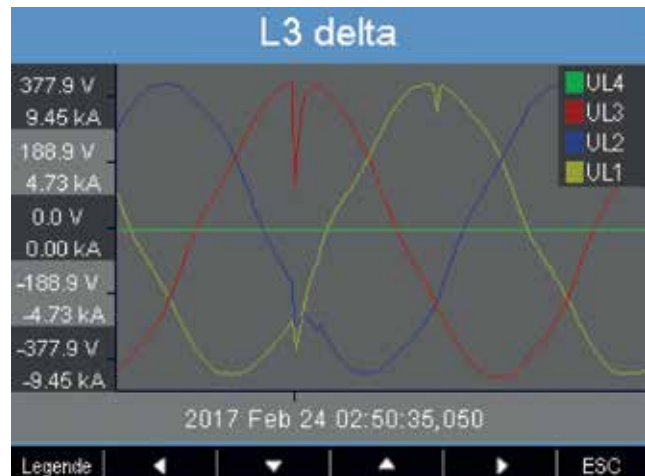 L3 delta
377.9 V
9.45 kA
188.9 V
4.73 kA
0.0 V
0.00 kA
-188.9 V
-4.73 kA
-377.9 V
-9.45 kA
UL4
UL3
UL2
UL1
2017 Feb 24 02:50:35,050
Legende ESC